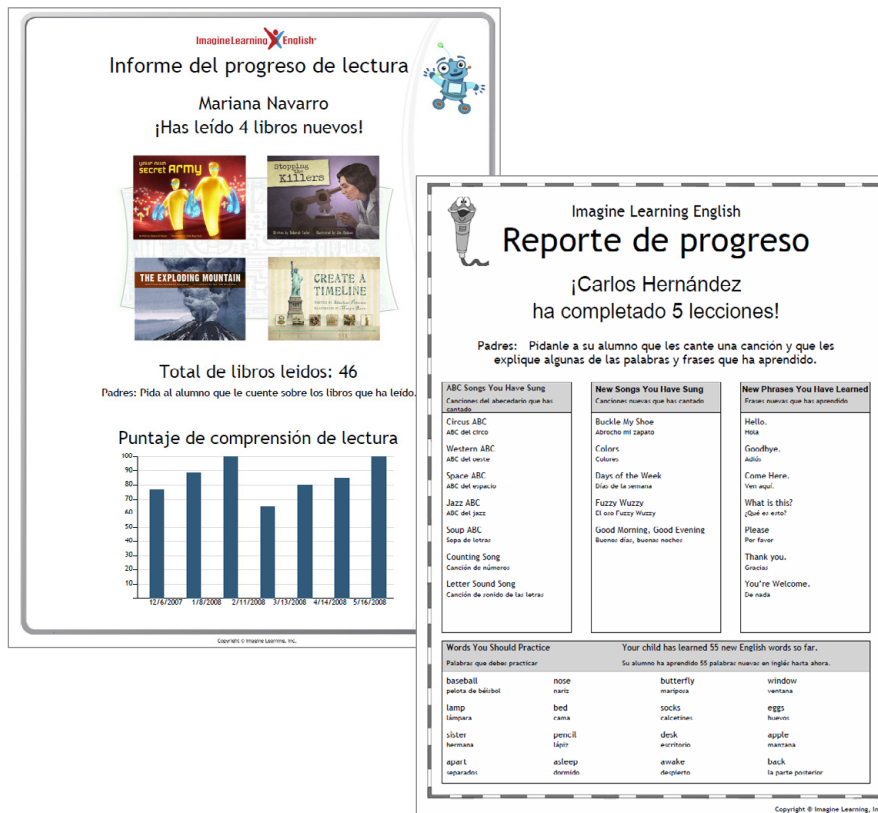 Imagine Learning English
Informe del progreso de lectura
Mariana Navarro
¡Has leído 4 libros nuevos!
your own
secret Army
Stopping
the
Killers
THE EXPLODING MOUNTAIN
CREATE A
TIMELINE
Total de libros leidos: 46
Padres: Pida al alumno que le cuente sobre los libros que ha leído.
Puntaje de comprensión de lectura
100
90
80
70
60
50
40
30
20
10
12/6/2007 1/8/2008 2/11/2008 3/13/2008 4/14/2008 5/16/2008
Copyright © Imagine Learning, Inc.
Imagine Learning English
Reporte de progreso
¡Carlos Hernández
ha completado 5 lecciones!
Padres: Pidanle a su alumno que les cante una canción y que les
explique algunas de las palabras y frases que ha aprendido.
ABC Songs You Have Sung
Canciones del abecedario que has
cantado
Circus ABC
ABC del circo
Western ABC
ABC del oeste
Space ABC
ABC del espacio
Jazz ABC
ABC del jazz
Soup ABC
Sopa de letras
Counting Song
Canción de números
Letter Sound Song
Canción de sonido de las letras
New Songs You Have Sung
Canciones nuevas que has cantado
Buckle My Shoe
Abrocho mi zapato
Colors
Colores
Days of the Week
Días de la semana
Fuzzy Wuzzy
El oso Fuzzy Wuzzy
Good Morning, Good Evening
Buenos días, buenas noches
New Phrases You Have Learned
Frases nuevas que has aprendido
Hello.
Hola
Goodbye.
Adiós
Come Here.
Ven aquí.
What is this?
¿Qué es esto?
Please
Por favor
Thank you.
Gracias
You're Welcome.
De nada
Words You Should Practice Your child has learned 55 new English words so far.
Palabras que debes practicar Su alumno ha aprendido 55 palabras nuevas en inglés hasta ahora.
baseball nose butterfly window
pelota de béisbol nariz mariposa ventana
lamp bed socks eggs
lámpara cama calcetines huevos
sister pencil desk apple
hermana lápiz escritorio manzana
apart asleep awake back
separados dormido despierto la parte posterior
Copyright © Imagine Learning, In